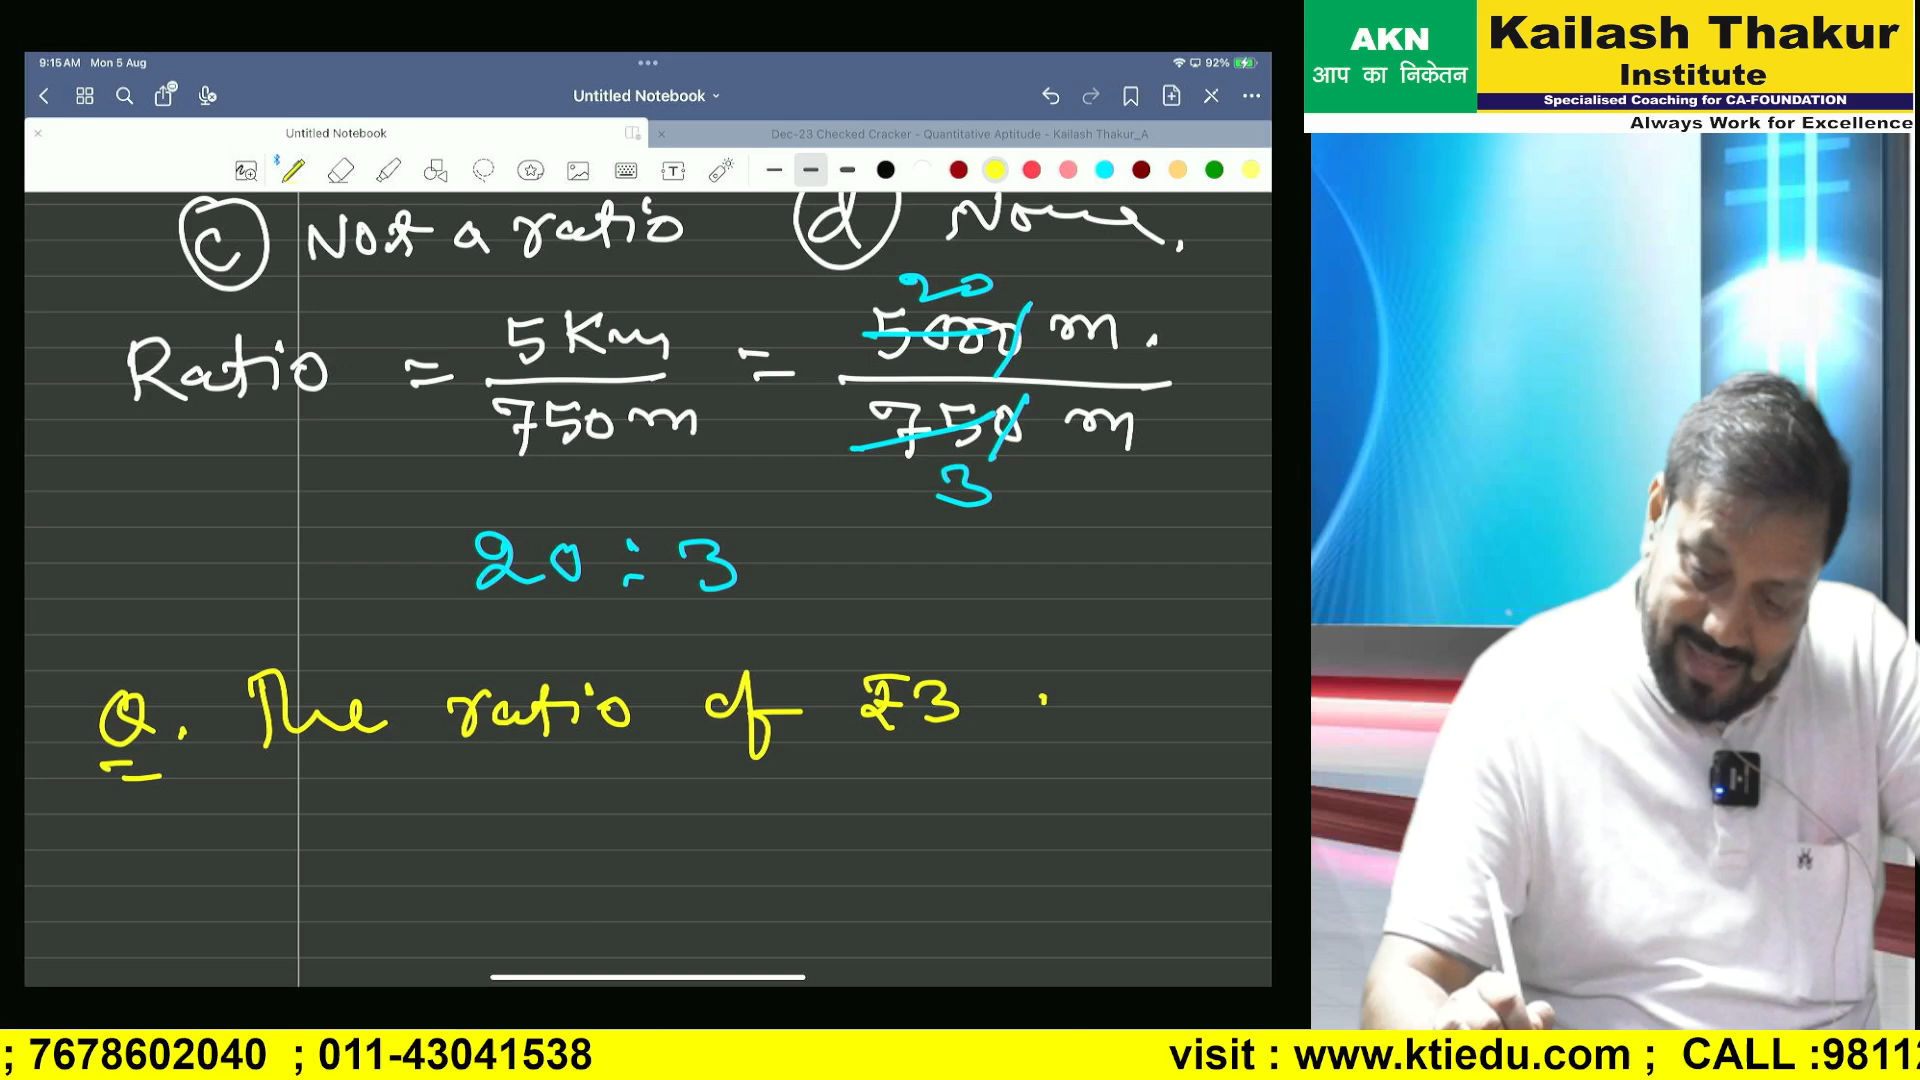 AKN
आप का निकेतन
Kailash Thakur
Institute
Specialised Coaching for CA-FOUNDATION
Always Work for Excellence
9:15 AM Mon 5 Aug
92%
Untitled Notebook
Untitled Notebook
Dec-23 Checked Cracker - Quantitative Aptitude - Kailash Thakur_A
(c) Not a ratio (d) None.
Ratio = 5 Km / 750 m = 5000 m. / 750 m
20
3
20 : 3
Q. The ratio of ₹3
; 7678602040 ; 011-43041538
visit : www.ktiedu.com ; CALL :9811